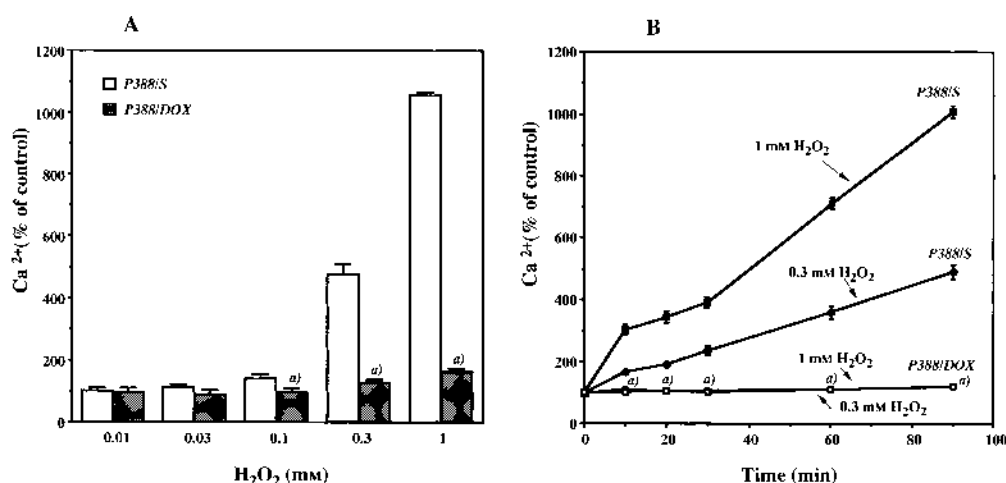 A
1200
1000
800
600
400
200
0
Ca 2+( % of control)
P388/S
P388/DOX
a)
a)
a)
0.01
0.03
0.1
0.3
1
H2O2 (mM)
B
1200
1000
800
600
400
200
0
Ca 2+( % of control)
P388/S
1 mM H2O2
P388/S
0.3 mM H2O2
1 mM H2O2
P388/DOX
a)
a)
a)
a)
a)
0.3 mM H2O2
0
20
40
60
80
100
Time (min)